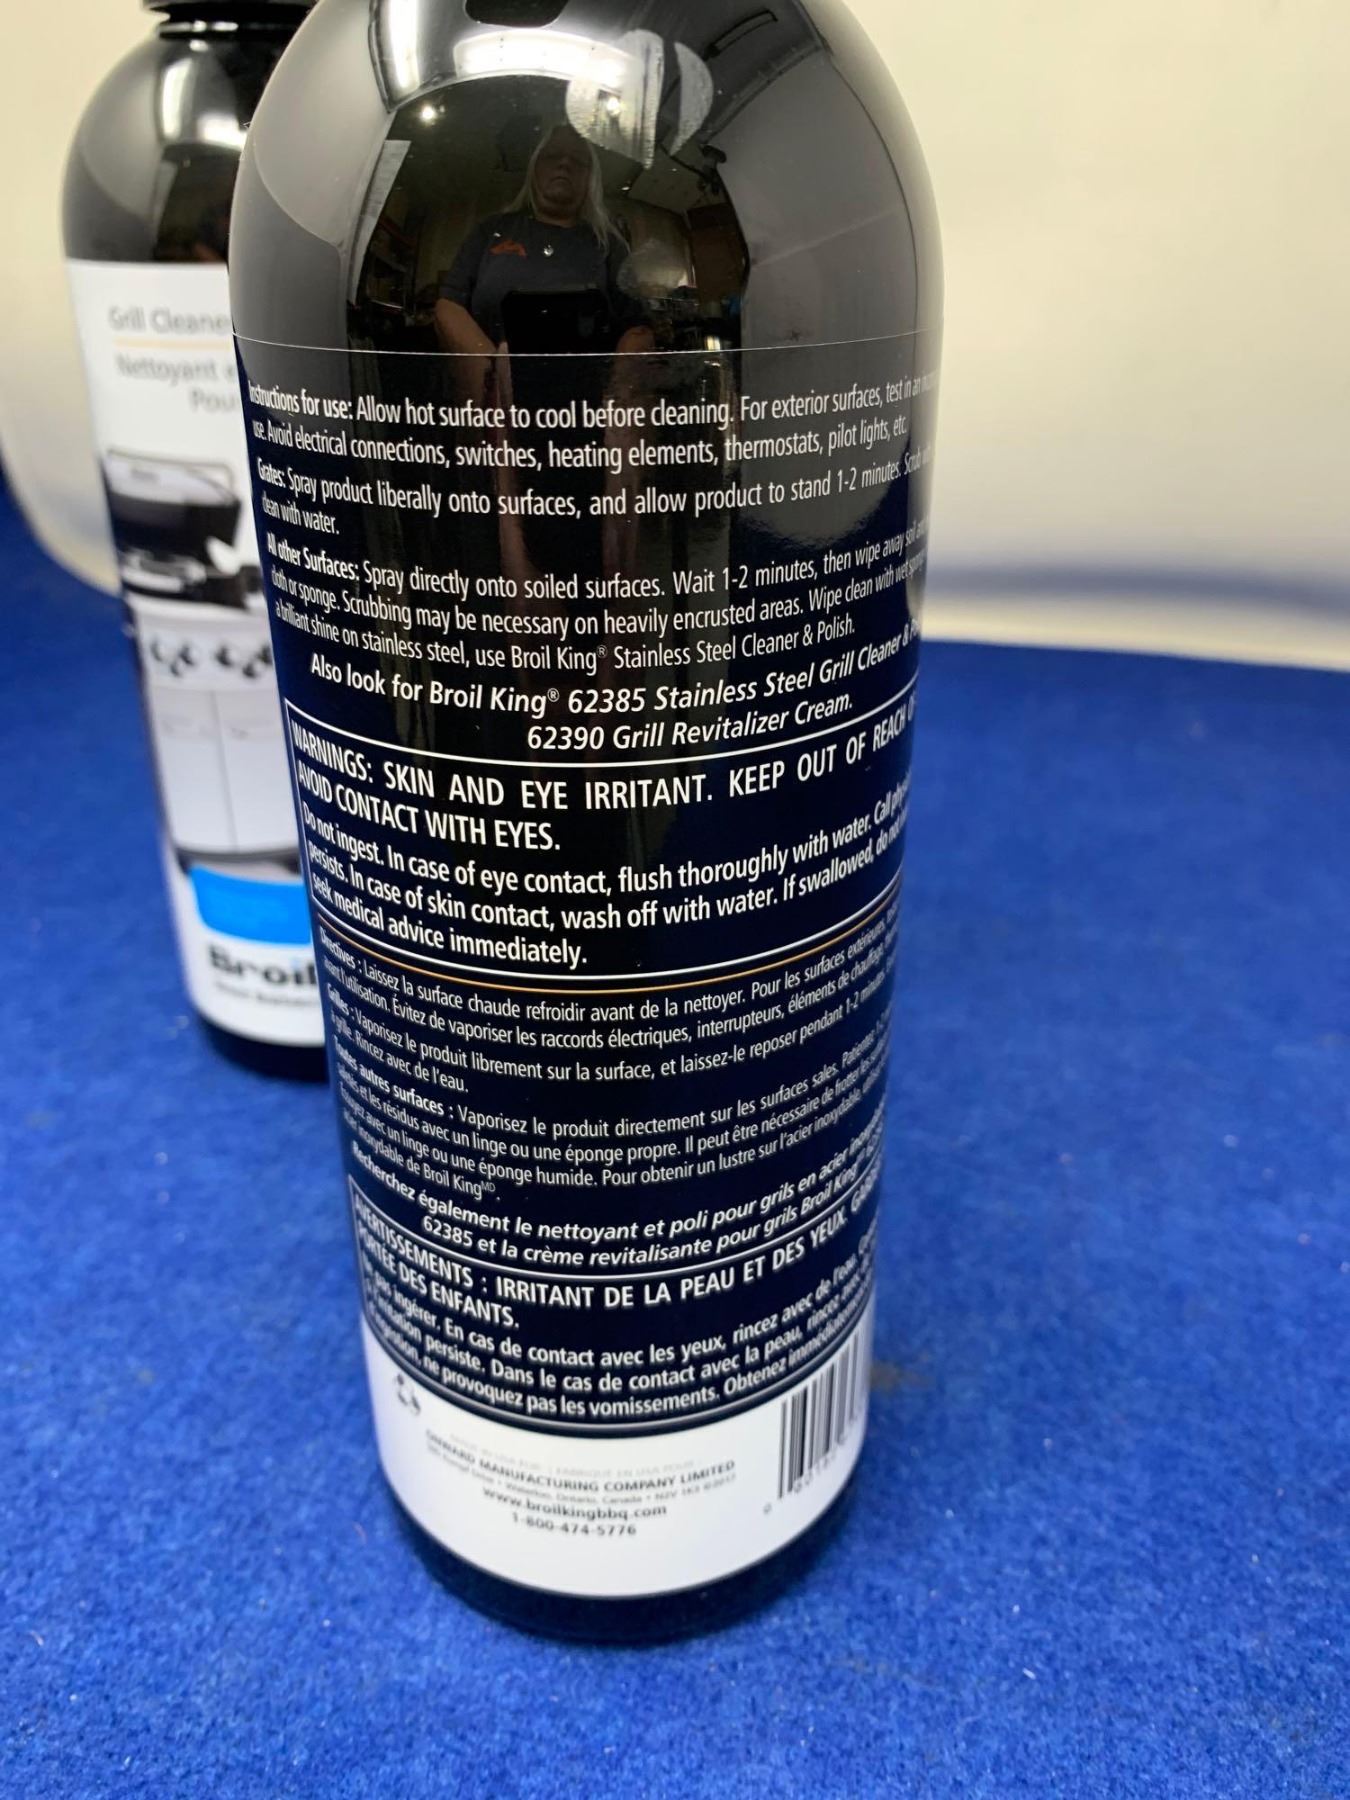 Grill Cleane
Nettoyant
Pou
Broil
Instructions for use: Allow hot surface to cool before cleaning. For exterior surfaces, test in an
use. Avoid electrical connections, switches, heating elements, thermostats, pilot lights, etc.
Grates: Spray product liberally onto surfaces, and allow product to stand 1-2 minutes. Scrub
clean with water.
All other Surfaces: Spray directly onto soiled surfaces. Wait 1-2 minutes, then wipe away soil
cloth or sponge. Scrubbing may be necessary on heavily encrusted areas. Wipe clean with wet
a brilliant shine on stainless steel, use Broil King® Stainless Steel Cleaner & Polish.
Also look for Broil King® 62385 Stainless Steel Grill Cleaner &
62390 Grill Revitalizer Cream.
WARNINGS: SKIN AND EYE IRRITANT. KEEP OUT OF REACH
AVOID CONTACT WITH EYES.
Do not ingest. In case of eye contact, flush thoroughly with water. Call
persists. In case of skin contact, wash off with water. If swallowed, do not
seek medical advice immediately.
Directives : Laissez la surface chaude refroidir avant de la nettoyer. Pour les surfaces extérieures,
avant l'utilisation. Évitez de vaporiser les raccords électriques, interrupteurs, éléments de chauffage,
Grilles : Vaporisez le produit librement sur la surface, et laissez-le reposer pendant 1-2 minutes.
grille. Rincez avec de l'eau.
Toutes autres surfaces : Vaporisez le produit directement sur les surfaces sales. Patientez
et les résidus avec un linge ou une éponge propre. Il peut être nécessaire de frotter les
avec un linge ou une éponge humide. Pour obtenir un lustre sur l'acier inoxydable,
inoxydable de Broil KingMD.
Recherchez également le nettoyant et poli pour grils en acier
62385 et la crème revitalisante pour grils Broil King
AVERTISSEMENTS : IRRITANT DE LA PEAU ET DES YEUX.
PORTÉE DES ENFANTS.
pas ingérer. En cas de contact avec les yeux, rincez avec de l'eau.
l'irritation persiste. Dans le cas de contact avec la peau, rincez avec
ne provoquez pas les vomissements. Obtenez immédiatement
ONWARD MANUFACTURING COMPANY LIMITED
Waterloo, Ontario, Canada
www.broilkingbbq.com
1-800-474-5776